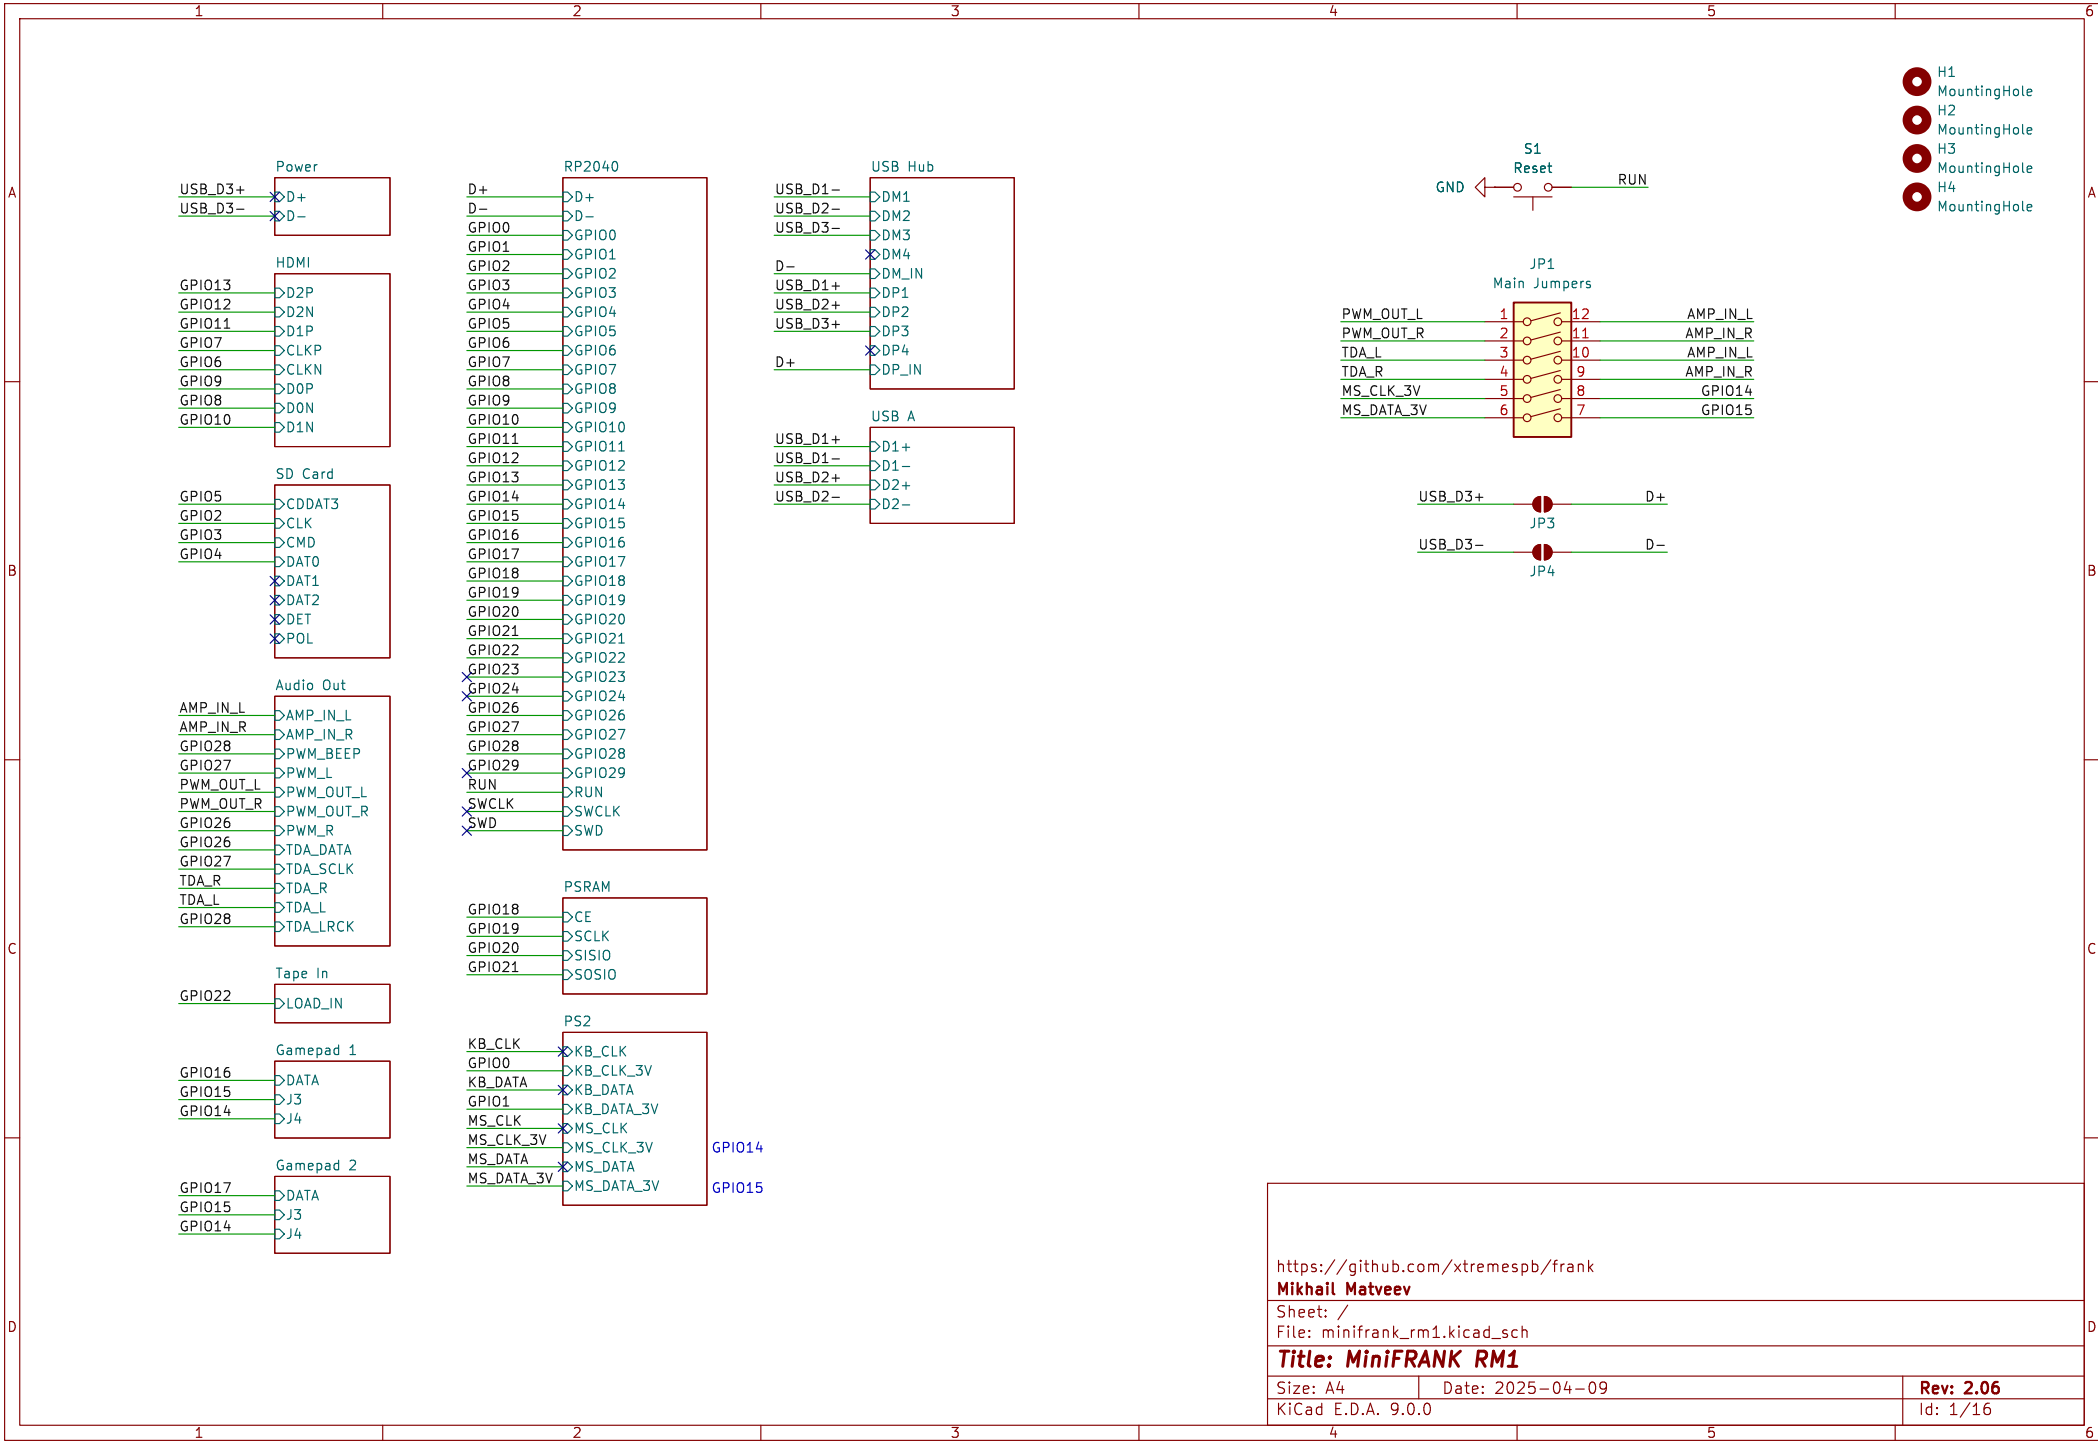 1 2 3 4 5 6
A
B
C
D
A
B
C
D
Power
USB_D3+ D+
USB_D3- D-
HDMI
GPIO13 D2P
GPIO12 D2N
GPIO11 D1P
GPIO7 CLKP
GPIO6 CLKN
GPIO9 D0P
GPIO8 D0N
GPIO10 D1N
SD Card
GPIO5 CDDAT3
GPIO2 CLK
GPIO3 CMD
GPIO4 DAT0
DAT1
DAT2
DET
POL
Audio Out
AMP_IN_L AMP_IN_L
AMP_IN_R AMP_IN_R
GPIO28 PWM_BEEP
GPIO27 PWM_L
PWM_OUT_L PWM_OUT_L
PWM_OUT_R PWM_OUT_R
GPIO26 PWM_R
GPIO26 TDA_DATA
GPIO27 TDA_SCLK
TDA_R TDA_R
TDA_L TDA_L
GPIO28 TDA_LRCK
Tape In
GPIO22 LOAD_IN
Gamepad 1
GPIO16 DATA
GPIO15 J3
GPIO14 J4
Gamepad 2
GPIO17 DATA
GPIO15 J3
GPIO14 J4
RP2040
D+ D+
D- D-
GPIO0 GPIO0
GPIO1 GPIO1
GPIO2 GPIO2
GPIO3 GPIO3
GPIO4 GPIO4
GPIO5 GPIO5
GPIO6 GPIO6
GPIO7 GPIO7
GPIO8 GPIO8
GPIO9 GPIO9
GPIO10 GPIO10
GPIO11 GPIO11
GPIO12 GPIO12
GPIO13 GPIO13
GPIO14 GPIO14
GPIO15 GPIO15
GPIO16 GPIO16
GPIO17 GPIO17
GPIO18 GPIO18
GPIO19 GPIO19
GPIO20 GPIO20
GPIO21 GPIO21
GPIO22 GPIO22
GPIO23 GPIO23
GPIO24 GPIO24
GPIO26 GPIO26
GPIO27 GPIO27
GPIO28 GPIO28
GPIO29 GPIO29
RUN RUN
SWCLK SWCLK
SWD SWD
PSRAM
GPIO18 CE
GPIO19 SCLK
GPIO20 SISIO
GPIO21 SOSIO
PS2
KB_CLK KB_CLK
GPIO0 KB_CLK_3V
KB_DATA KB_DATA
GPIO1 KB_DATA_3V
MS_CLK MS_CLK
MS_CLK_3V MS_CLK_3V GPIO14
MS_DATA MS_DATA
MS_DATA_3V MS_DATA_3V GPIO15
USB Hub
USB_D1- DM1
USB_D2- DM2
USB_D3- DM3
DM4
D- DM_IN
USB_D1+ DP1
USB_D2+ DP2
USB_D3+ DP3
DP4
D+ DP_IN
USB A
USB_D1+ D1+
USB_D1- D1-
USB_D2+ D2+
USB_D2- D2-
S1
Reset
GND RUN
JP1
Main Jumpers
PWM_OUT_L 1 12 AMP_IN_L
PWM_OUT_R 2 11 AMP_IN_R
TDA_L 3 10 AMP_IN_L
TDA_R 4 9 AMP_IN_R
MS_CLK_3V 5 8 GPIO14
MS_DATA_3V 6 7 GPIO15
USB_D3+ D+
JP3
USB_D3- D-
JP4
H1
MountingHole
H2
MountingHole
H3
MountingHole
H4
MountingHole
https://github.com/xtremespb/frank
Mikhail Matveev
Sheet: /
File: minifrank_rm1.kicad_sch
Title: MiniFRANK RM1
Size: A4 Date: 2025-04-09 Rev: 2.06
KiCad E.D.A. 9.0.0 Id: 1/16
1 2 3 4 5 6